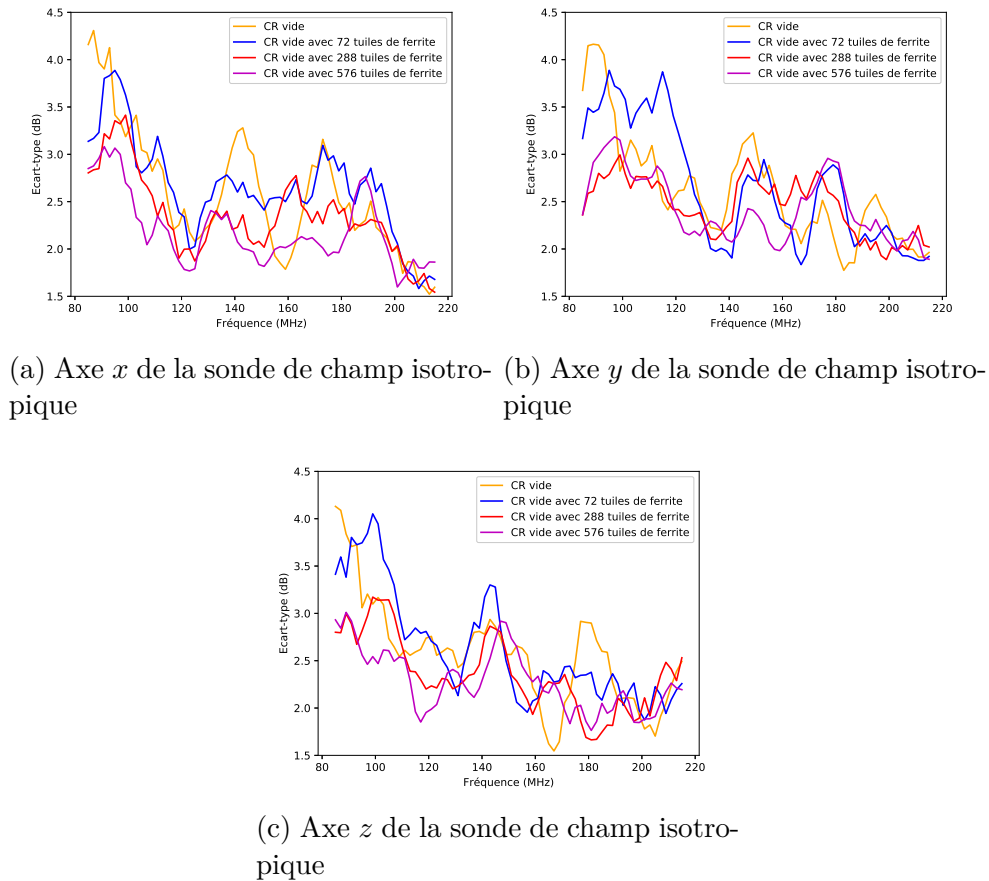 4.5
4.0
3.5
3.0
2.5
2.0
1.5
Ecart-type (dB)
80 100 120 140 160 180 200 220
Fréquence (MHz)
CR vide
CR vide avec 72 tuiles de ferrite
CR vide avec 288 tuiles de ferrite
CR vide avec 576 tuiles de ferrite
(a) Axe x de la sonde de champ isotro-
pique
4.5
4.0
3.5
3.0
2.5
2.0
1.5
Ecart-type (dB)
80 100 120 140 160 180 200 220
Fréquence (MHz)
CR vide
CR vide avec 72 tuiles de ferrite
CR vide avec 288 tuiles de ferrite
CR vide avec 576 tuiles de ferrite
(b) Axe y de la sonde de champ isotro-
pique
4.5
4.0
3.5
3.0
2.5
2.0
1.5
Ecart-type (dB)
80 100 120 140 160 180 200 220
Fréquence (MHz)
CR vide
CR vide avec 72 tuiles de ferrite
CR vide avec 288 tuiles de ferrite
CR vide avec 576 tuiles de ferrite
(c) Axe z de la sonde de champ isotro-
pique